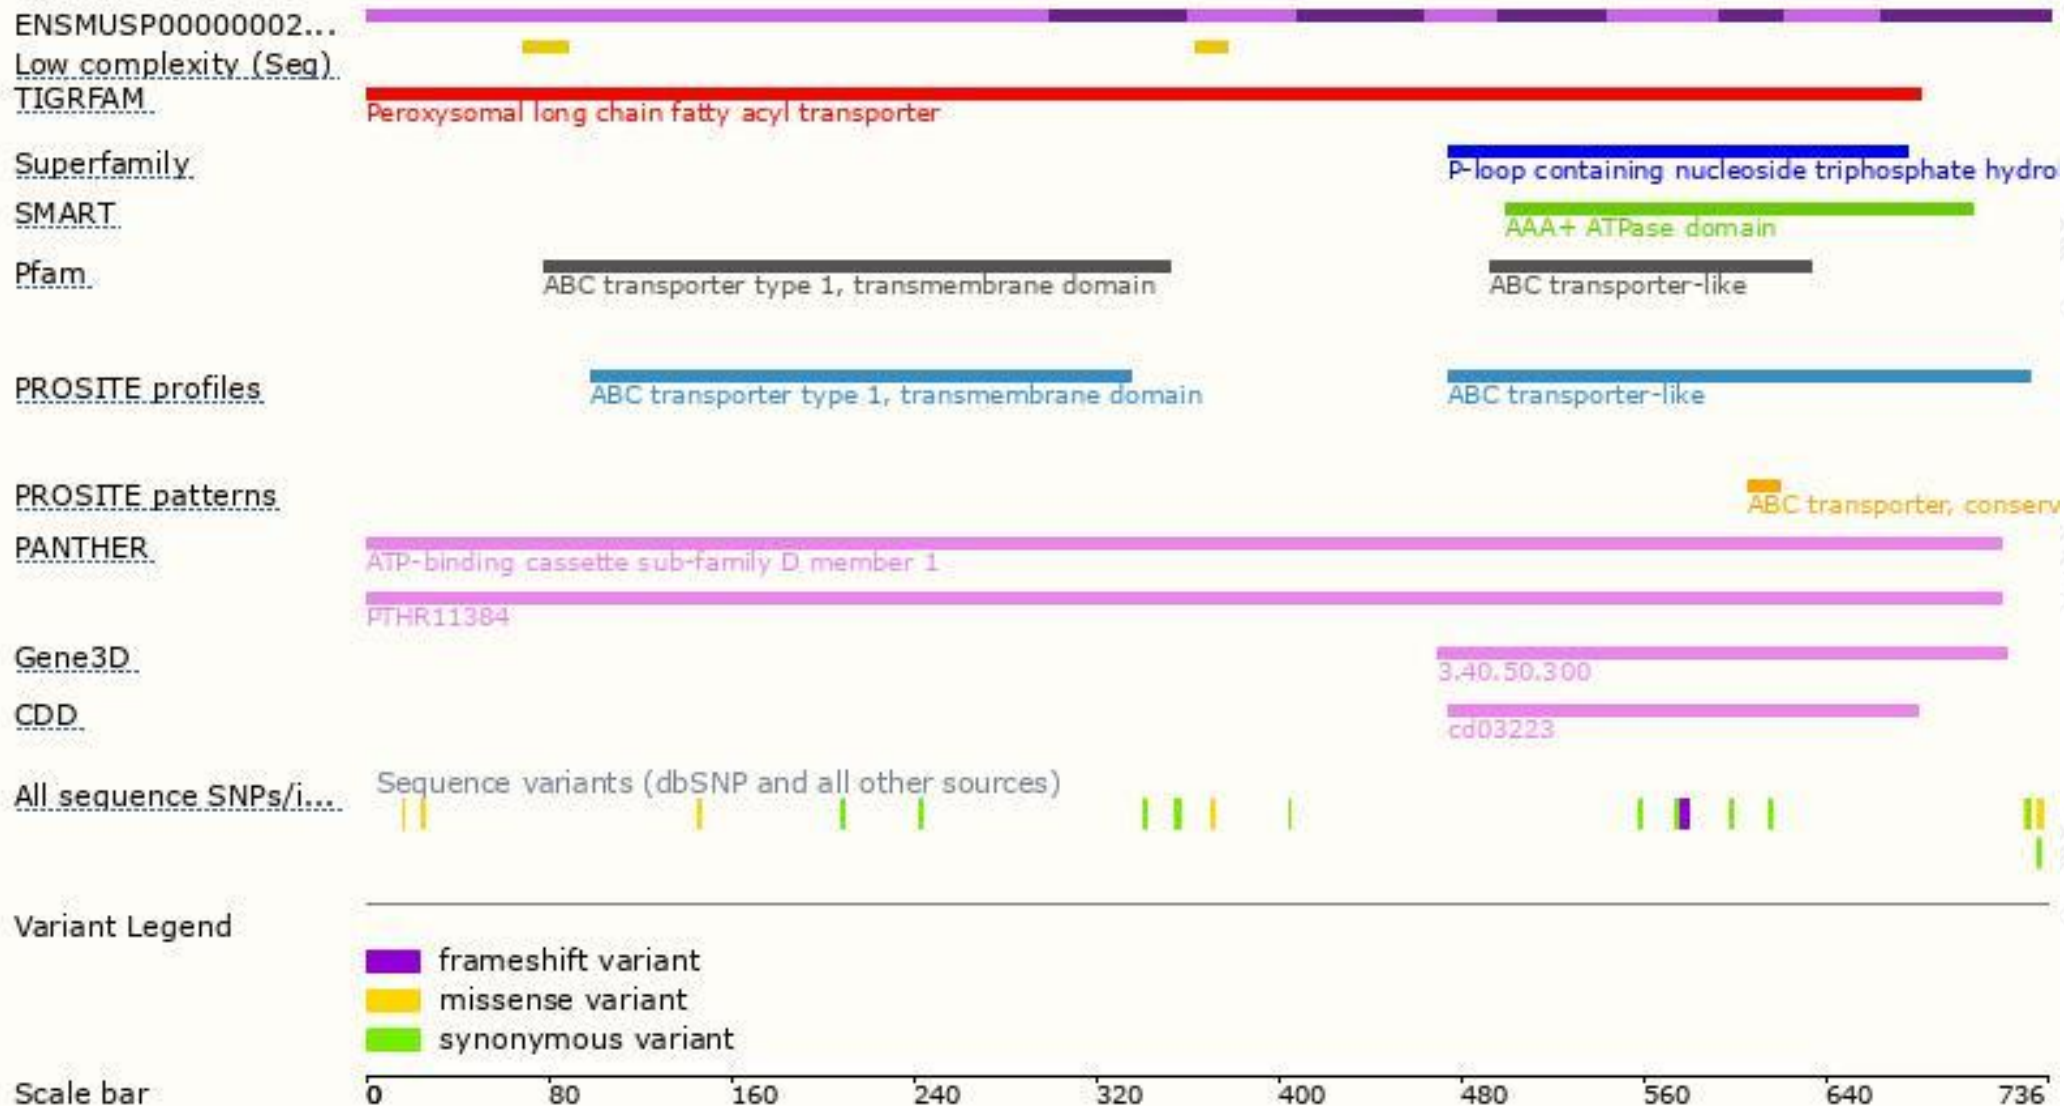 ENSMUSP00000002...
Low complexity (Seg)
TIGRFAM
Peroxysomal long chain fatty acyl transporter
Superfamily
P-loop containing nucleoside triphosphate hydro
SMART
AAA+ ATPase domain
Pfam
ABC transporter type 1, transmembrane domain
ABC transporter-like
PROSITE profiles
ABC transporter type 1, transmembrane domain
ABC transporter-like
PROSITE patterns
ABC transporter, conserv
PANTHER
ATP-binding cassette sub-family D member 1
PTHR11384
Gene3D
3.40.50.300
CDD
cd03223
All sequence SNPs/i...
Sequence variants (dbSNP and all other sources)
Variant Legend
frameshift variant
missense variant
synonymous variant
Scale bar
0 80 160 240 320 400 480 560 640 736